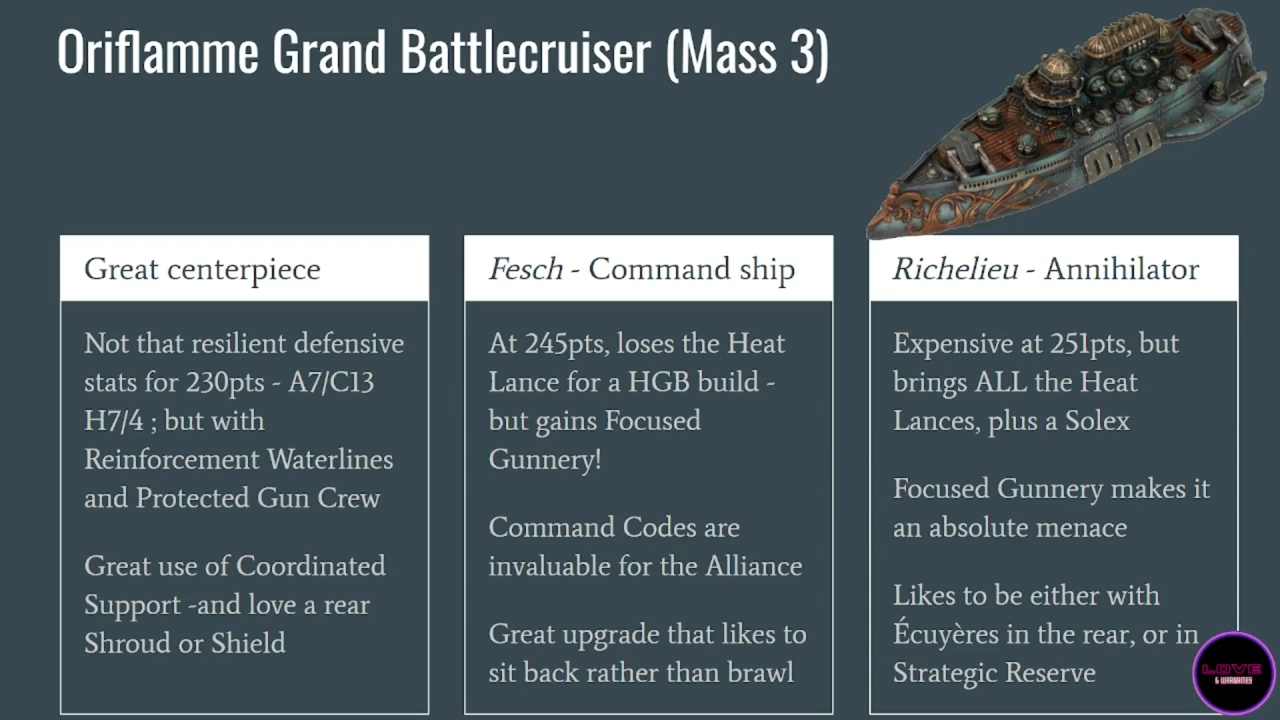 Oriflamme Grand Battlecruiser (Mass 3)
Great centerpiece
Not that resilient defensive
stats for 230pts - A7/C13
H7/4 ; but with
Reinforcement Waterlines
and Protected Gun Crew
Great use of Coordinated
Support -and love a rear
Shroud or Shield
Fesch - Command ship
At 245pts, loses the Heat
Lance for a HGB build -
but gains Focused
Gunnery!
Command Codes are
invaluable for the Alliance
Great upgrade that likes to
sit back rather than brawl
Richelieu - Annihilator
Expensive at 251pts, but
brings ALL the Heat
Lances, plus a Solex
Focused Gunnery makes it
an absolute menace
Likes to be either with
Écuyères in the rear, or in
Strategic Reserve
LOVE
& WARGAMES